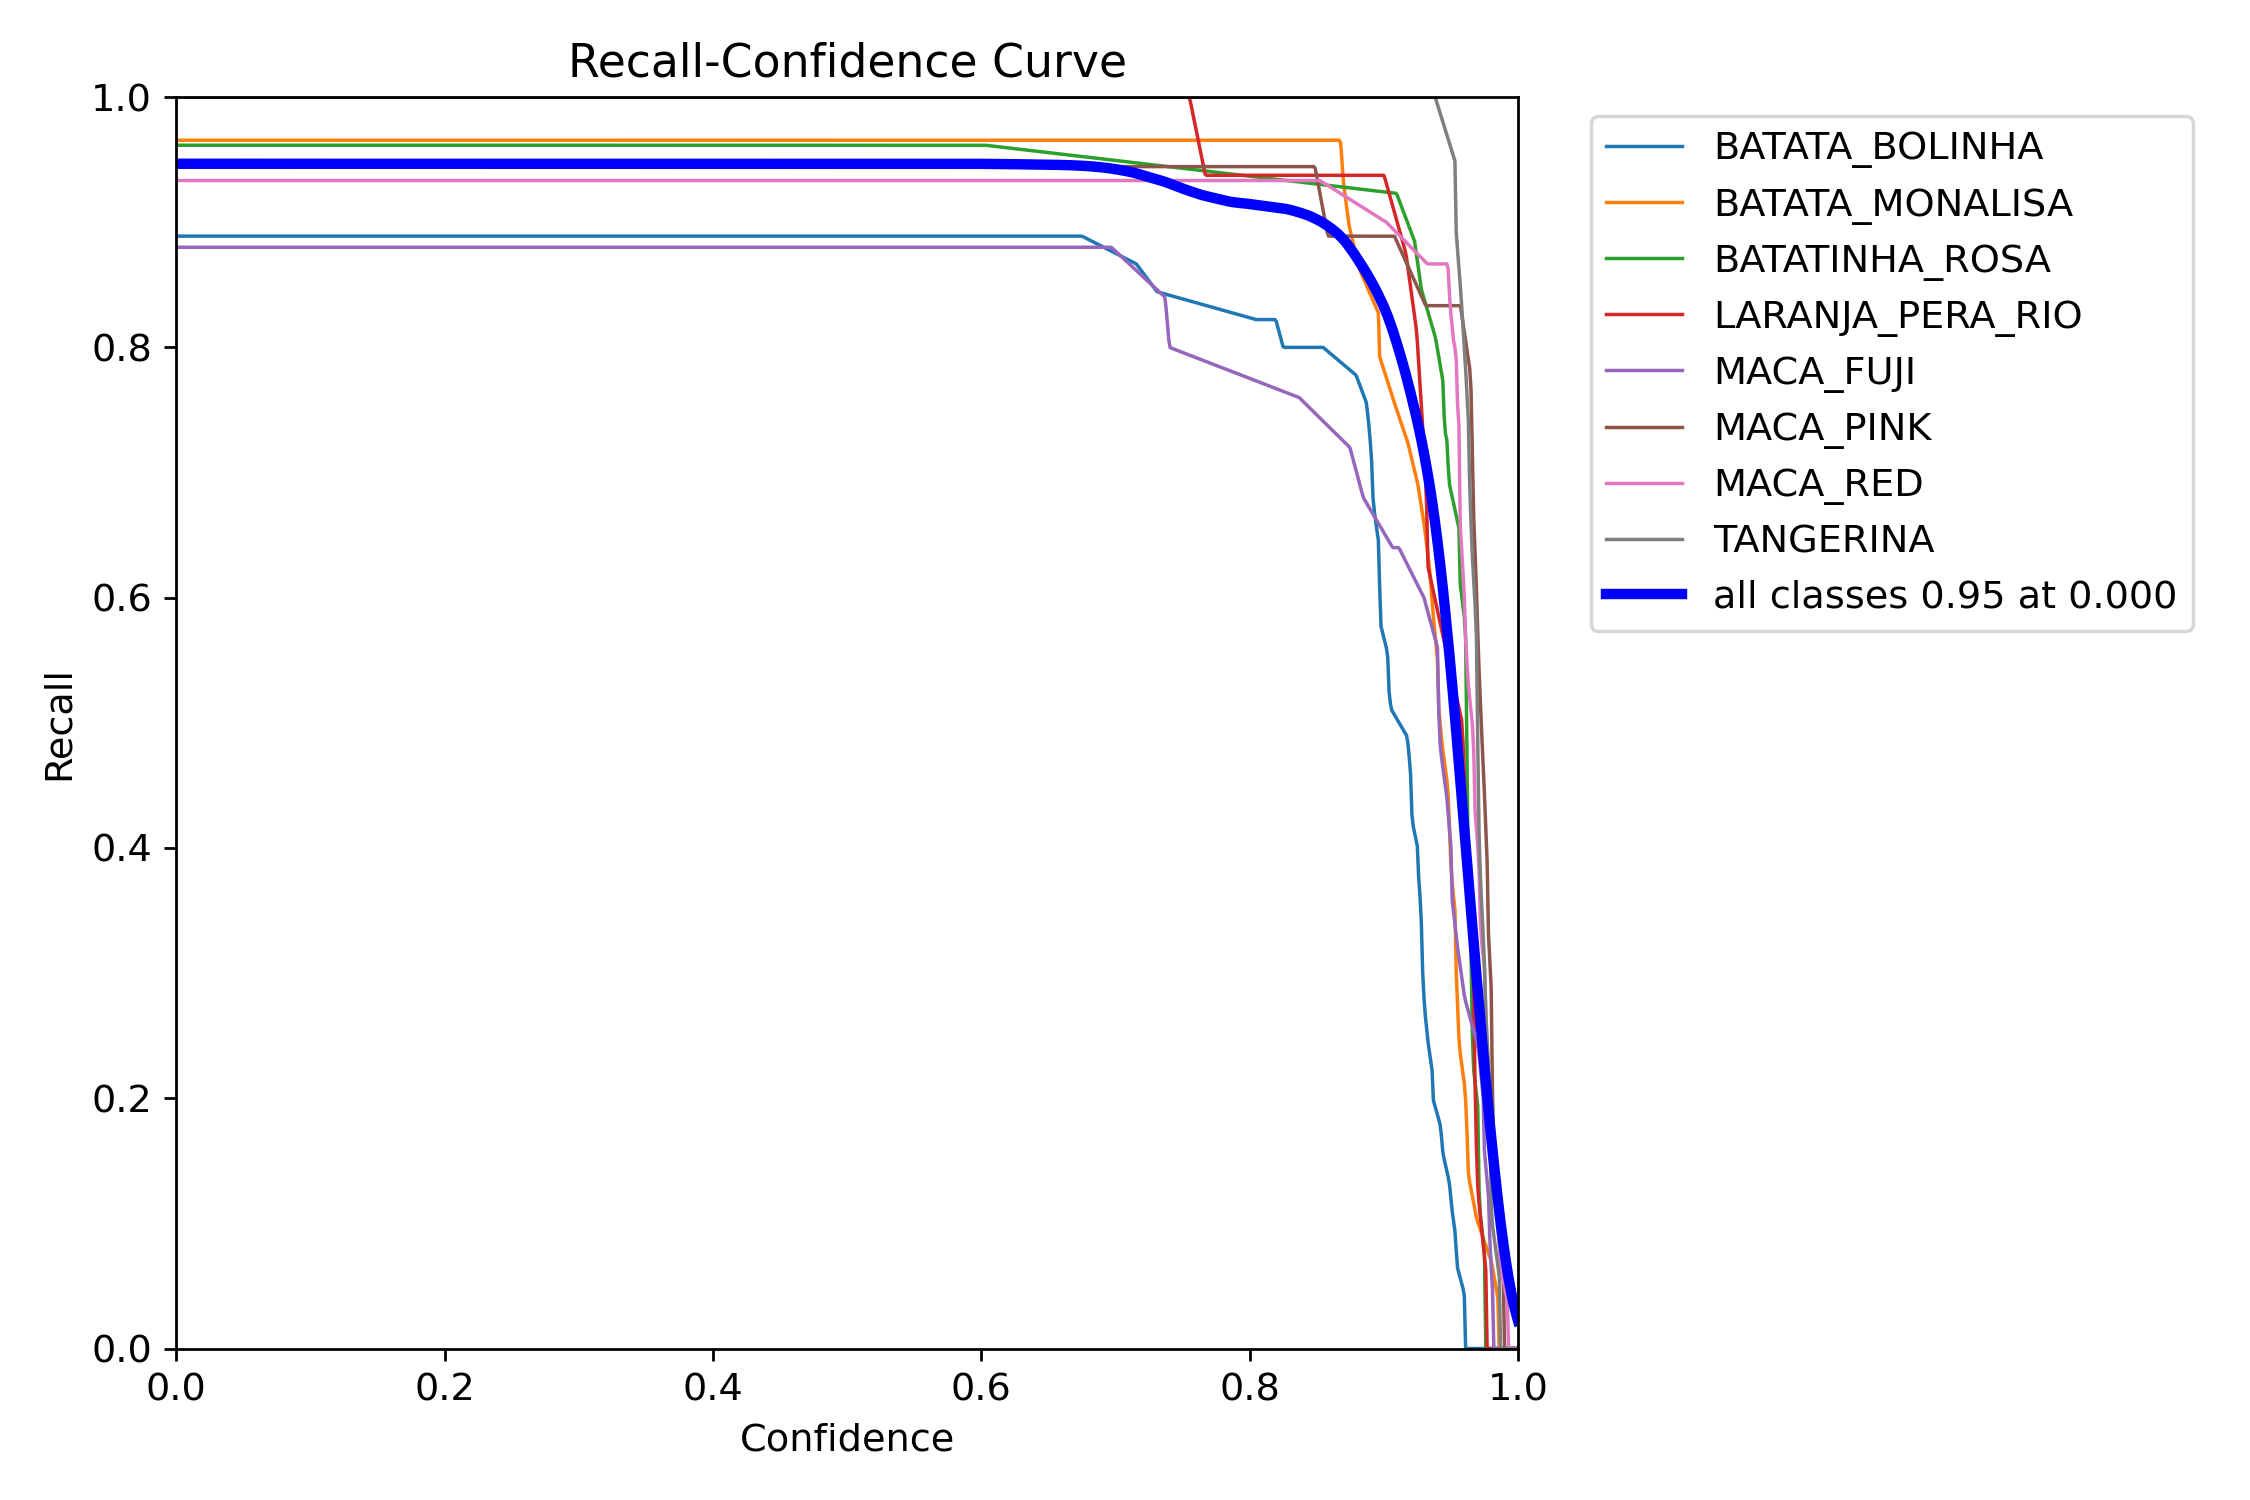 Recall-Confidence Curve
1.0
0.8
0.6
0.4
0.2
0.0
Recall
0.0 0.2 0.4 0.6 0.8 1.0
Confidence
BATATA_BOLINHA
BATATA_MONALISA
BATATINHA_ROSA
LARANJA_PERA_RIO
MACA_FUJI
MACA_PINK
MACA_RED
TANGERINA
all classes 0.95 at 0.000